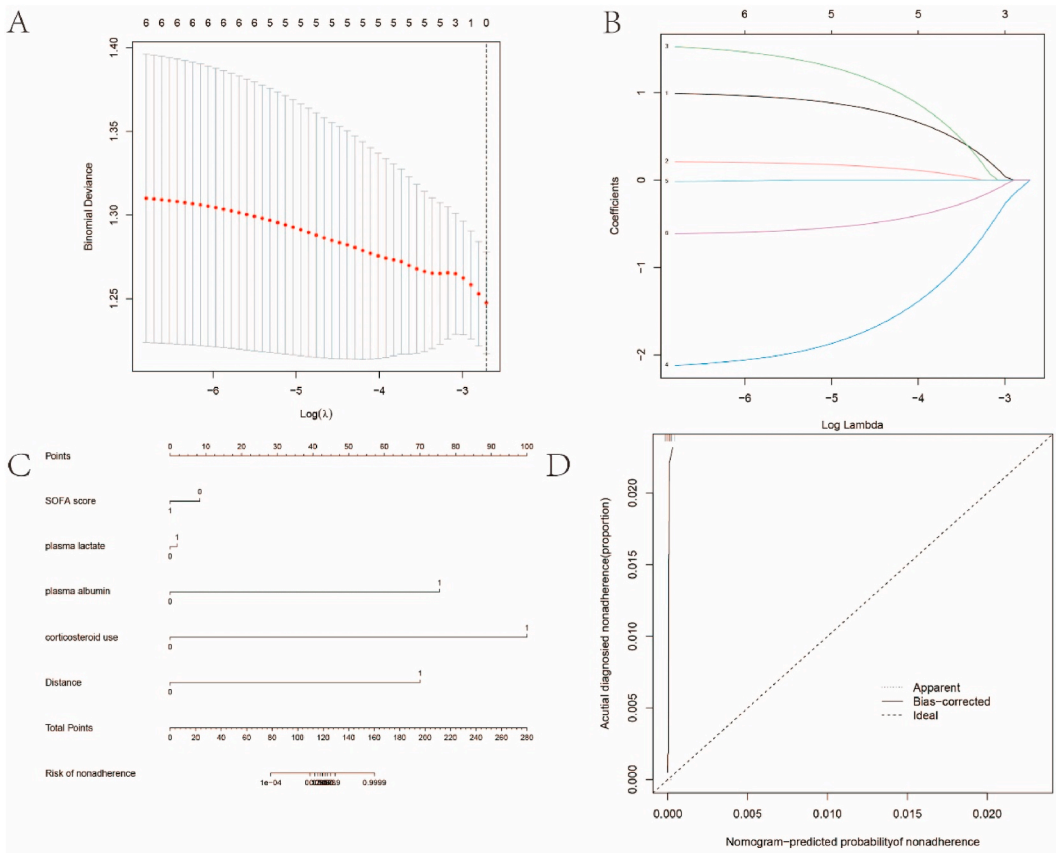 A
6 6 6 6 6 6 6 6 6 5 5 5 5 5 5 5 5 5 5 3 1 0
1.40
1.35
1.30
1.25
Binomial Deviance
−6 −5 −4 −3
Log(λ)
B
6 5 5 3
1
0
−1
−2
Coefficients
3
1
2
5
4
−6 −5 −4 −3
Log Lambda
C
Points
0 10 20 30 40 50 60 70 80 90 100
SOFA score
0
1
plasma lactate
1
0
plasma albumin
1
0
corticosteroid use
1
0
Distance
1
0
Total Points
0 20 40 60 80 100 120 140 160 180 200 220 240 260 280
Risk of nonadherence
1e−04 0.9999
D
0.020
0.015
0.010
0.005
0.000
Acutial diagnosied nonadherence(proportion)
Apparent
Bias−corrected
Ideal
0.000 0.005 0.010 0.015 0.020
Nomogram−predicted probabilityof nonadherence